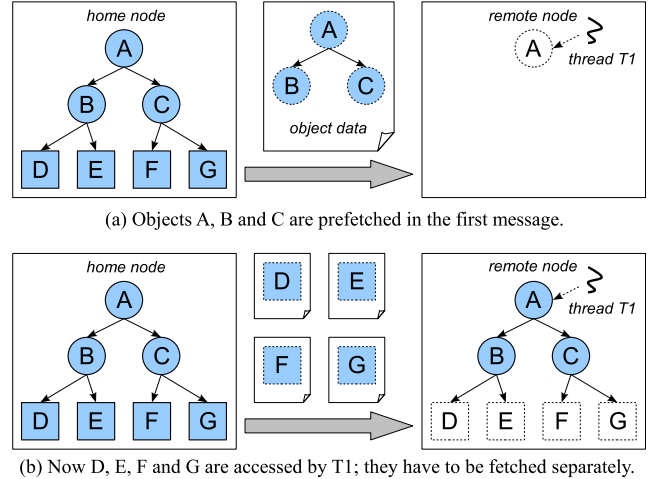 home node
A
B
C
D
E
F
G
A
B
C
object data
remote node
A
thread T1
(a) Objects A, B and C are prefetched in the first message.
home node
A
B
C
D
E
F
G
D
E
F
G
remote node
A
thread T1
B
C
D
E
F
G
(b) Now D, E, F and G are accessed by T1; they have to be fetched separately.